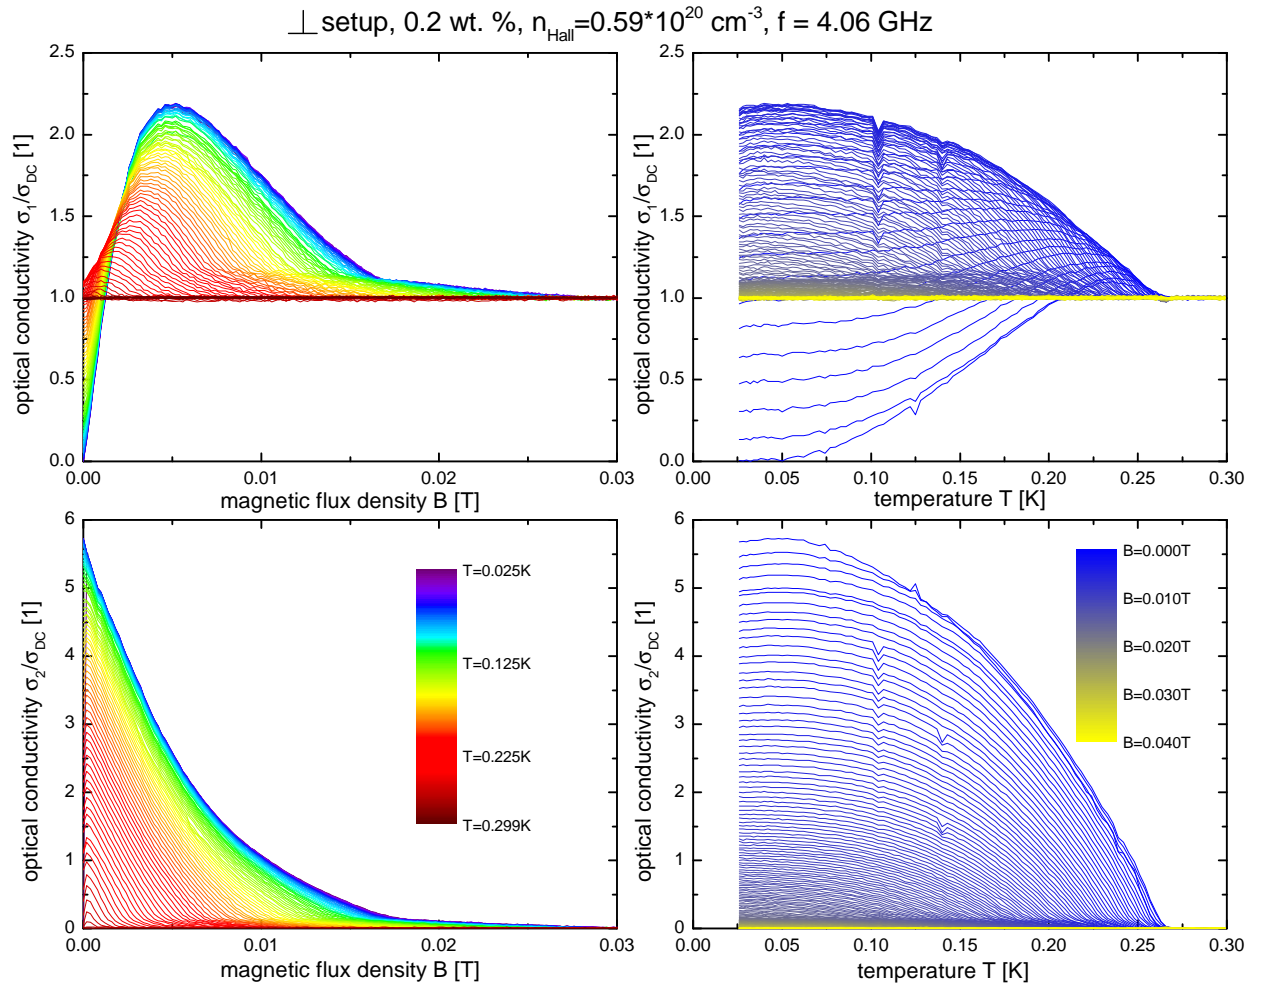 ⊥ setup, 0.2 wt. %, n_Hall=0.59*10^20 cm^-3, f = 4.06 GHz
optical conductivity σ1/σDC [1]
2.5
2.0
1.5
1.0
0.5
0.0
0.00 0.01 0.02 0.03
magnetic flux density B [T]
optical conductivity σ1/σDC [1]
2.5
2.0
1.5
1.0
0.5
0.0
0.00 0.05 0.10 0.15 0.20 0.25 0.30
temperature T [K]
optical conductivity σ2/σDC [1]
6
5
4
3
2
1
0
0.00 0.01 0.02 0.03
magnetic flux density B [T]
T=0.025K
T=0.125K
T=0.225K
T=0.299K
optical conductivity σ2/σDC [1]
6
5
4
3
2
1
0
0.00 0.05 0.10 0.15 0.20 0.25 0.30
temperature T [K]
B=0.000T
B=0.010T
B=0.020T
B=0.030T
B=0.040T